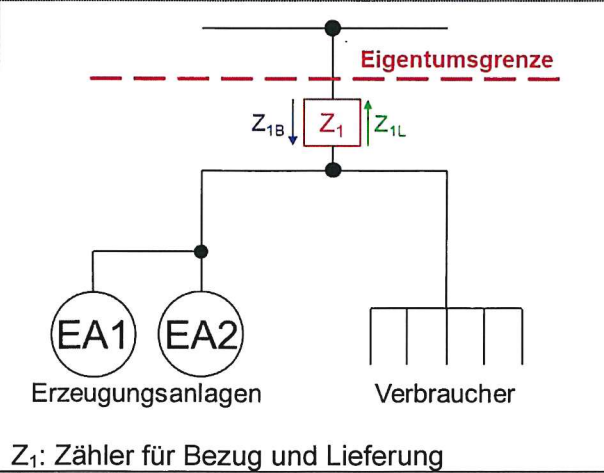 Eigentumsgrenze
Z1B Z1 Z1L
EA1 EA2
Erzeugungsanlagen Verbraucher
Z1: Zähler für Bezug und Lieferung